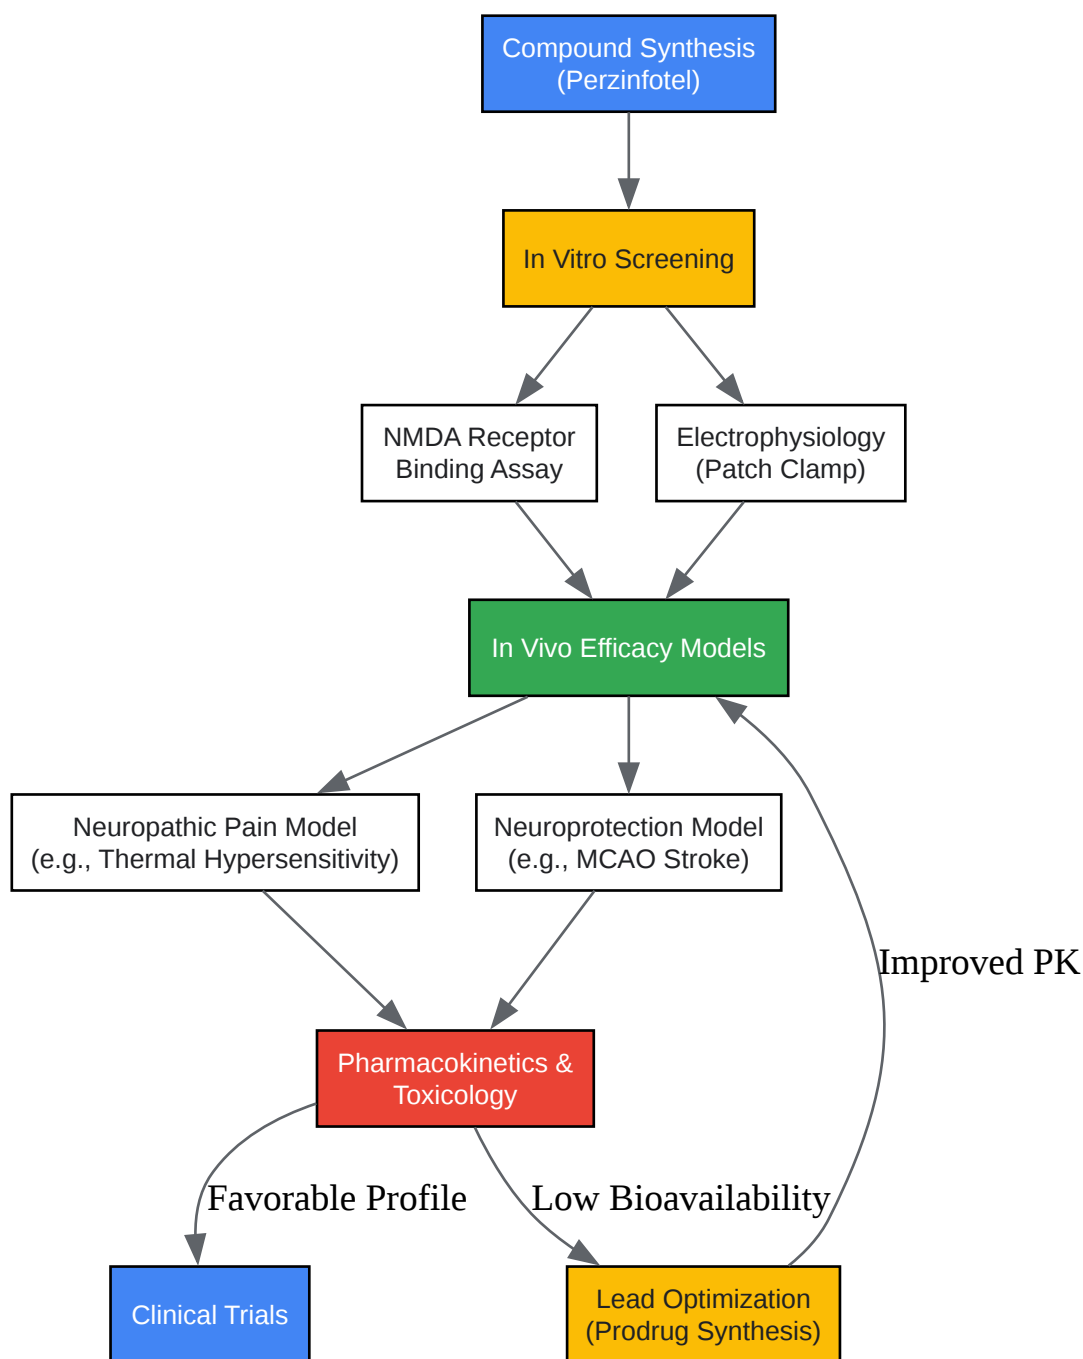 Compound Synthesis
(Perzinfotel)
In Vitro Screening
NMDA Receptor
Binding Assay
Electrophysiology
(Patch Clamp)
In Vivo Efficacy Models
Neuropathic Pain Model
(e.g., Thermal Hypersensitivity)
Neuroprotection Model
(e.g., MCAO Stroke)
Improved PK
Pharmacokinetics &
Toxicology
Favorable Profile
Low Bioavailability
Clinical Trials
Lead Optimization
(Prodrug Synthesis)